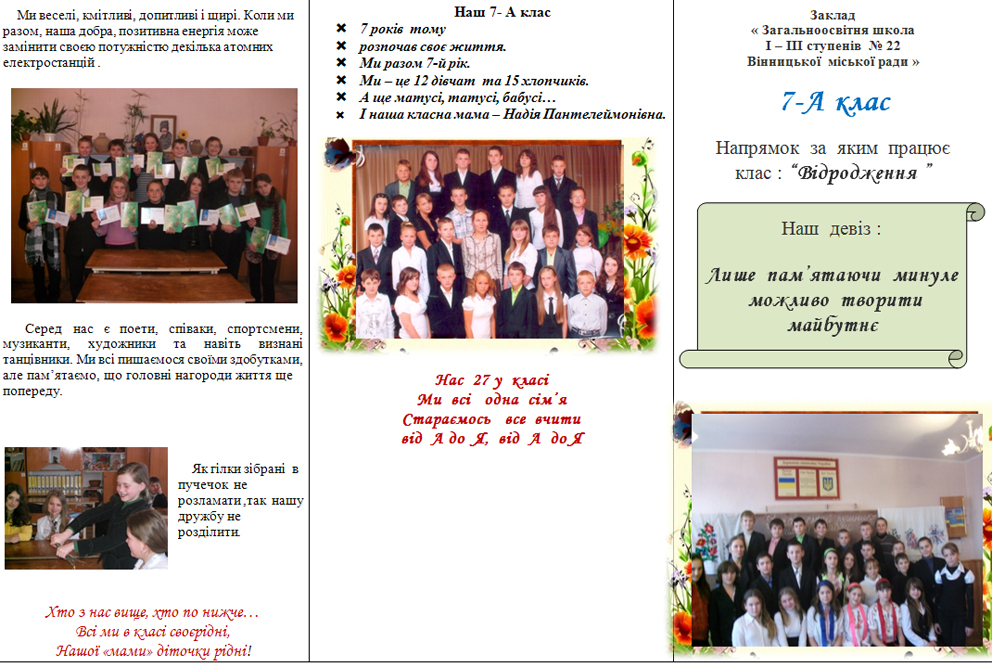 Ми веселі, кмітливі, допитливі і щирі. Коли ми
разом, наша добра, позитивна енергія може
замінити своєю потужністю декілька атомних
електростанцій .
Серед нас є поети, співаки, спортсмени,
музиканти, художники та навіть визнані
танцівники. Ми всі пишаємося своїми здобутками,
але пам’ятаємо, що головні нагороди життя ще
попереду.
Як гілки зібрані в
пучечок не
розламати ,так нашу
дружбу не
розділити.
Хто з нас вище, хто по нижче…
Всі ми в класі своєрідні,
Нашої «мами» діточки рідні!
Наш 7- А клас
7 років тому
розпочав своє життя.
Ми разом 7-й рік.
Ми – це 12 дівчат та 15 хлопчиків.
А ще матусі, татусі, бабусі…
І наша класна мама – Надія Пантелеймонівна.
Нас 27 у класі
Ми всі одна сім’я
Стараємось все вчити
від А до Я, від А до Я
Заклад
« Загальноосвітня школа
І – ІІІ ступенів № 22
Вінницької міської ради »
7-А клас
Напрямок за яким працює
клас : “Відродження ”
Наш девіз :
Лише пам’ятаючи минуле
можливо творити
майбутнє